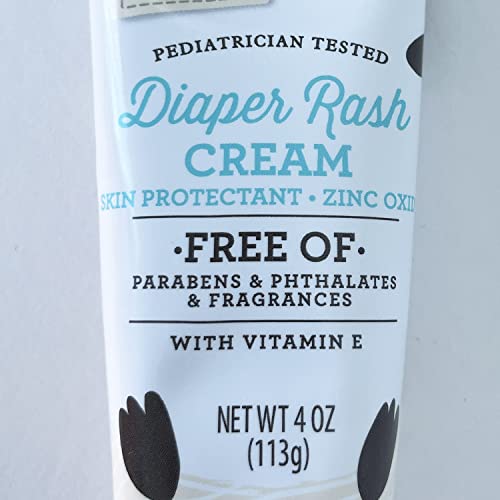 PEDIATRICIAN TESTED
Diaper Rash
CREAM
SKIN PROTECTANT • ZINC OXI
•FREE OF•
PARABENS & PHTHALATES
& FRAGRANCES
WITH VITAMIN E
NET WT 4 OZ
(113g)